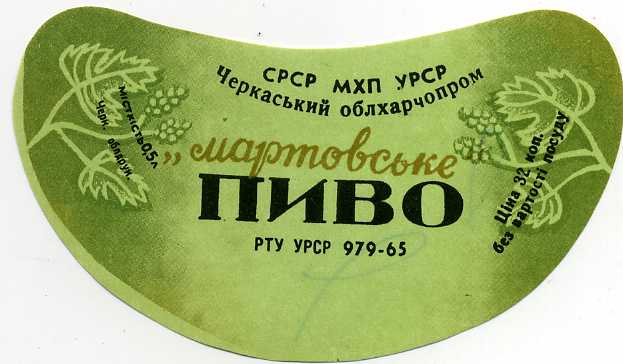 СРСР МХП УРСР
Черкаський облхарчопром
місткість 0,5 л
Черк. облдрук.
„мартовське
ПИВО
РТУ УРСР 979-65
Ціна 32 коп.
без вартості посуду